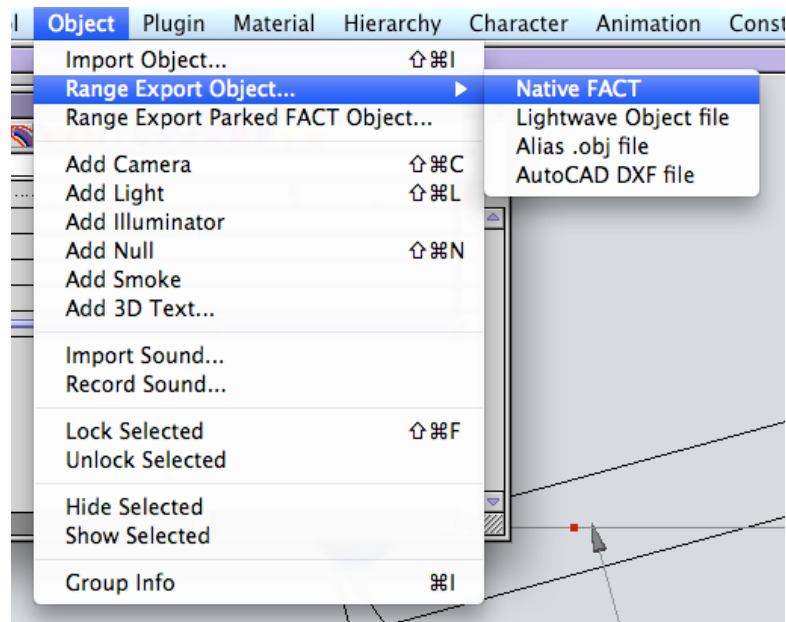 Object Plugin Material Hierarchy Character Animation
Import Object... ⇧⌘I
Range Export Object... ▶
Range Export Parked FACT Object...
Add Camera ⇧⌘C
Add Light ⇧⌘L
Add Illuminator
Add Null ⇧⌘N
Add Smoke
Add 3D Text...
Import Sound...
Record Sound...
Lock Selected ⇧⌘F
Unlock Selected
Hide Selected
Show Selected
Group Info ⌘I
Native FACT
Lightwave Object file
Alias .obj file
AutoCAD DXF file